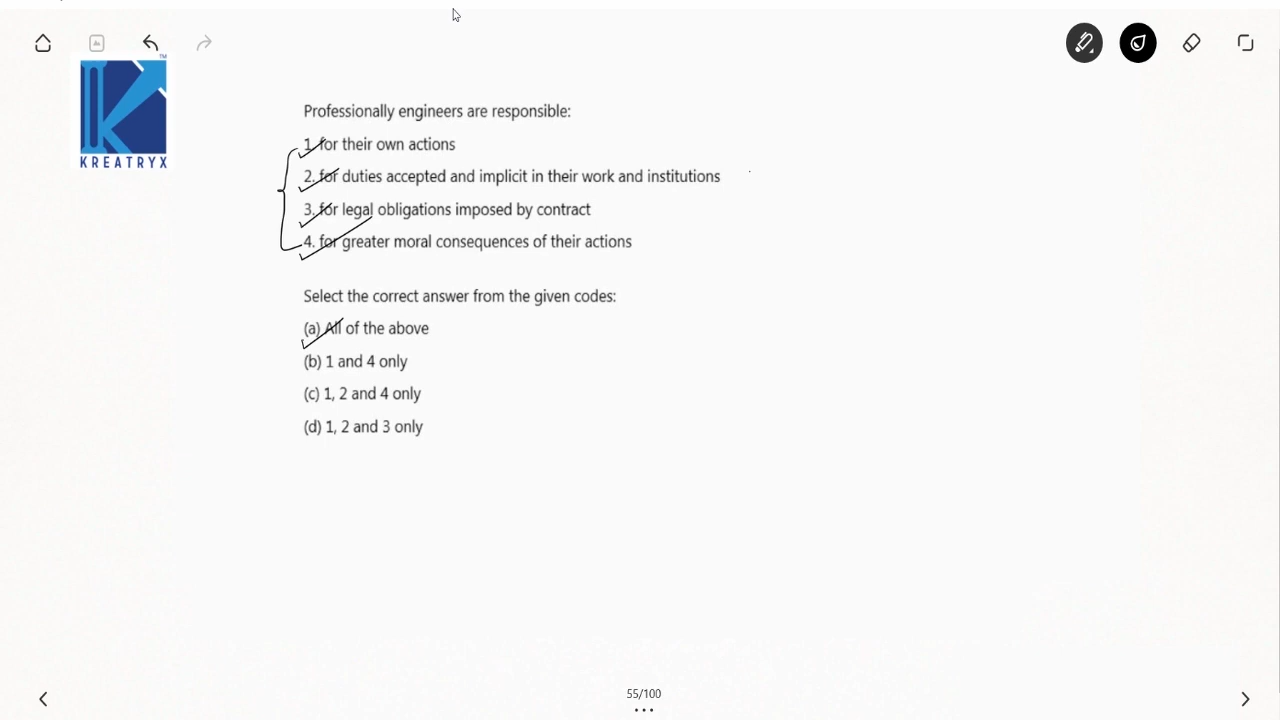 TM
KREATRYX
Professionally engineers are responsible:
1. for their own actions
2. for duties accepted and implicit in their work and institutions
3. for legal obligations imposed by contract
4. for greater moral consequences of their actions
Select the correct answer from the given codes:
(a) All of the above
(b) 1 and 4 only
(c) 1, 2 and 4 only
(d) 1, 2 and 3 only
55/100